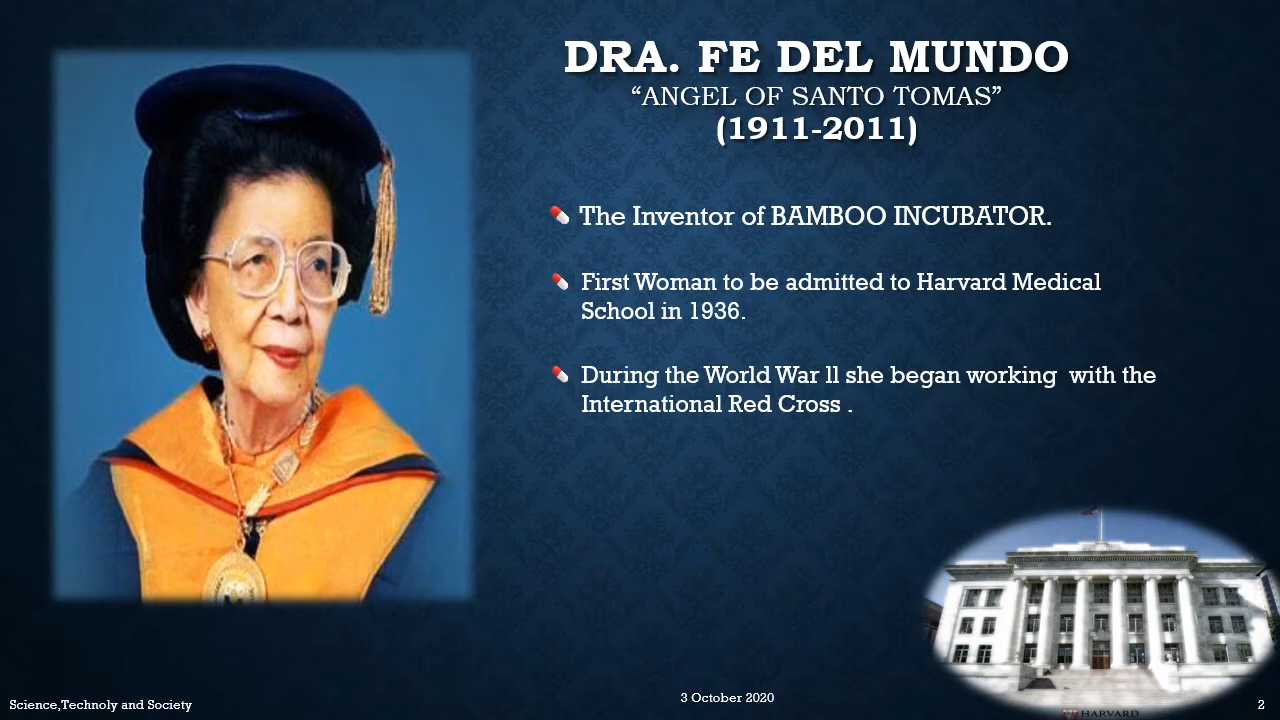 DRA. FE DEL MUNDO
“ANGEL OF SANTO TOMAS”
(1911-2011)
The Inventor of BAMBOO INCUBATOR.
First Woman to be admitted to Harvard Medical
School in 1936.
During the World War ll she began working with the
International Red Cross .
HARVARD
3 October 2020
Science,Technoly and Society
2